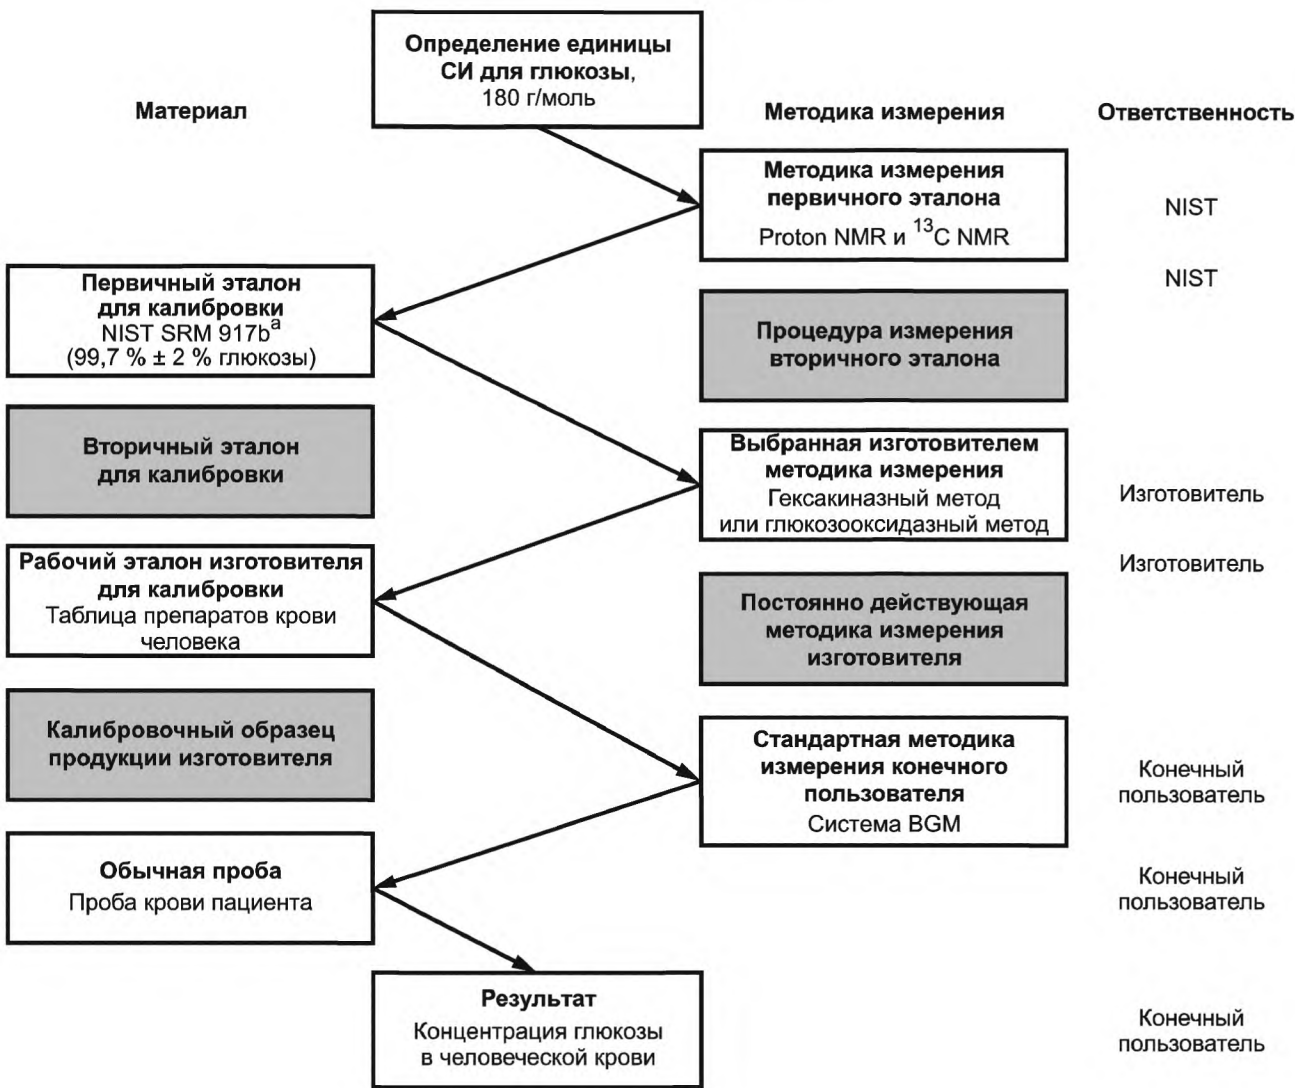 Определение единицы
СИ для глюкозы,
180 г/моль
Материал
Методика измерения
Ответственность
Методика измерения
первичного эталона
Proton NMR и ¹³C NMR
NIST
Первичный эталон
для калибровки
NIST SRM 917bᵃ
(99,7 % ± 2 % глюкозы)
NIST
Процедура измерения
вторичного эталона
Вторичный эталон
для калибровки
Выбранная изготовителем
методика измерения
Гексакиназный метод
или глюкозооксидазный метод
Изготовитель
Рабочий эталон изготовителя
для калибровки
Таблица препаратов крови
человека
Изготовитель
Постоянно действующая
методика измерения
изготовителя
Калибровочный образец
продукции изготовителя
Стандартная методика
измерения конечного
пользователя
Система BGM
Конечный
пользователь
Обычная проба
Проба крови пациента
Конечный
пользователь
Результат
Концентрация глюкозы
в человеческой крови
Конечный
пользователь